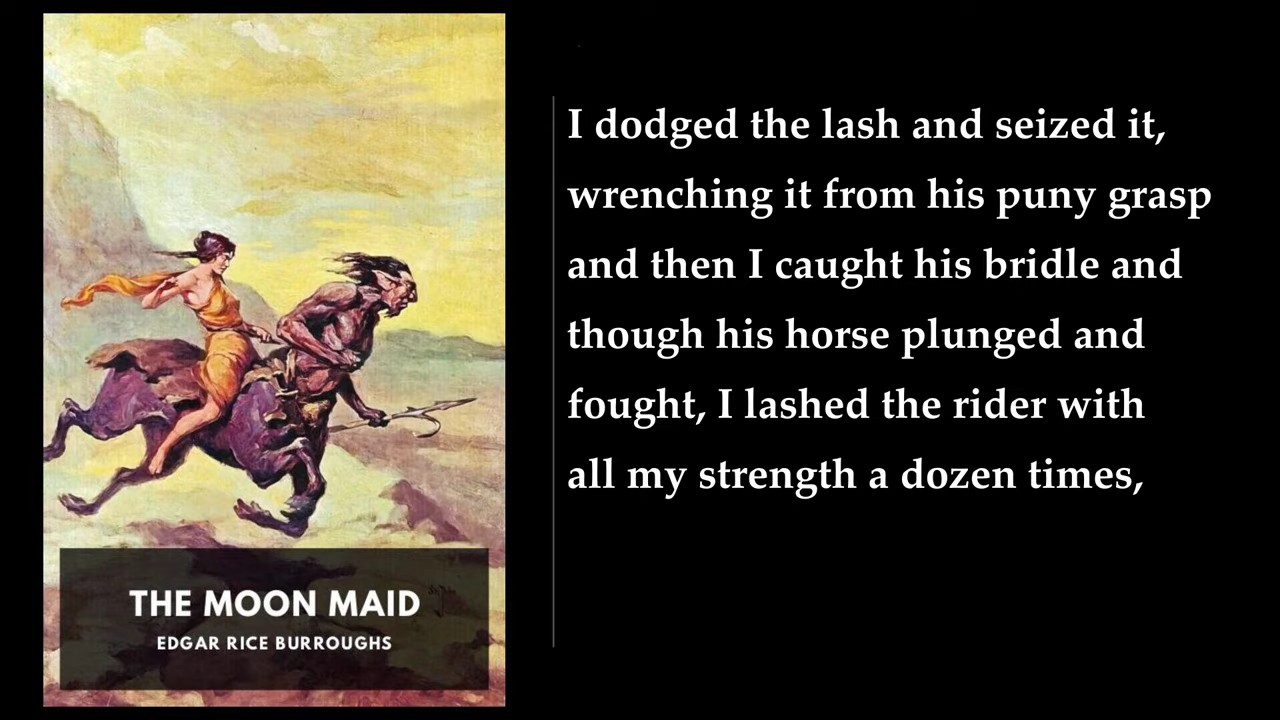 THE MOON MAID
EDGAR RICE BURROUGHS
I dodged the lash and seized it,
wrenching it from his puny grasp
and then I caught his bridle and
though his horse plunged and
fought, I lashed the rider with
all my strength a dozen times,